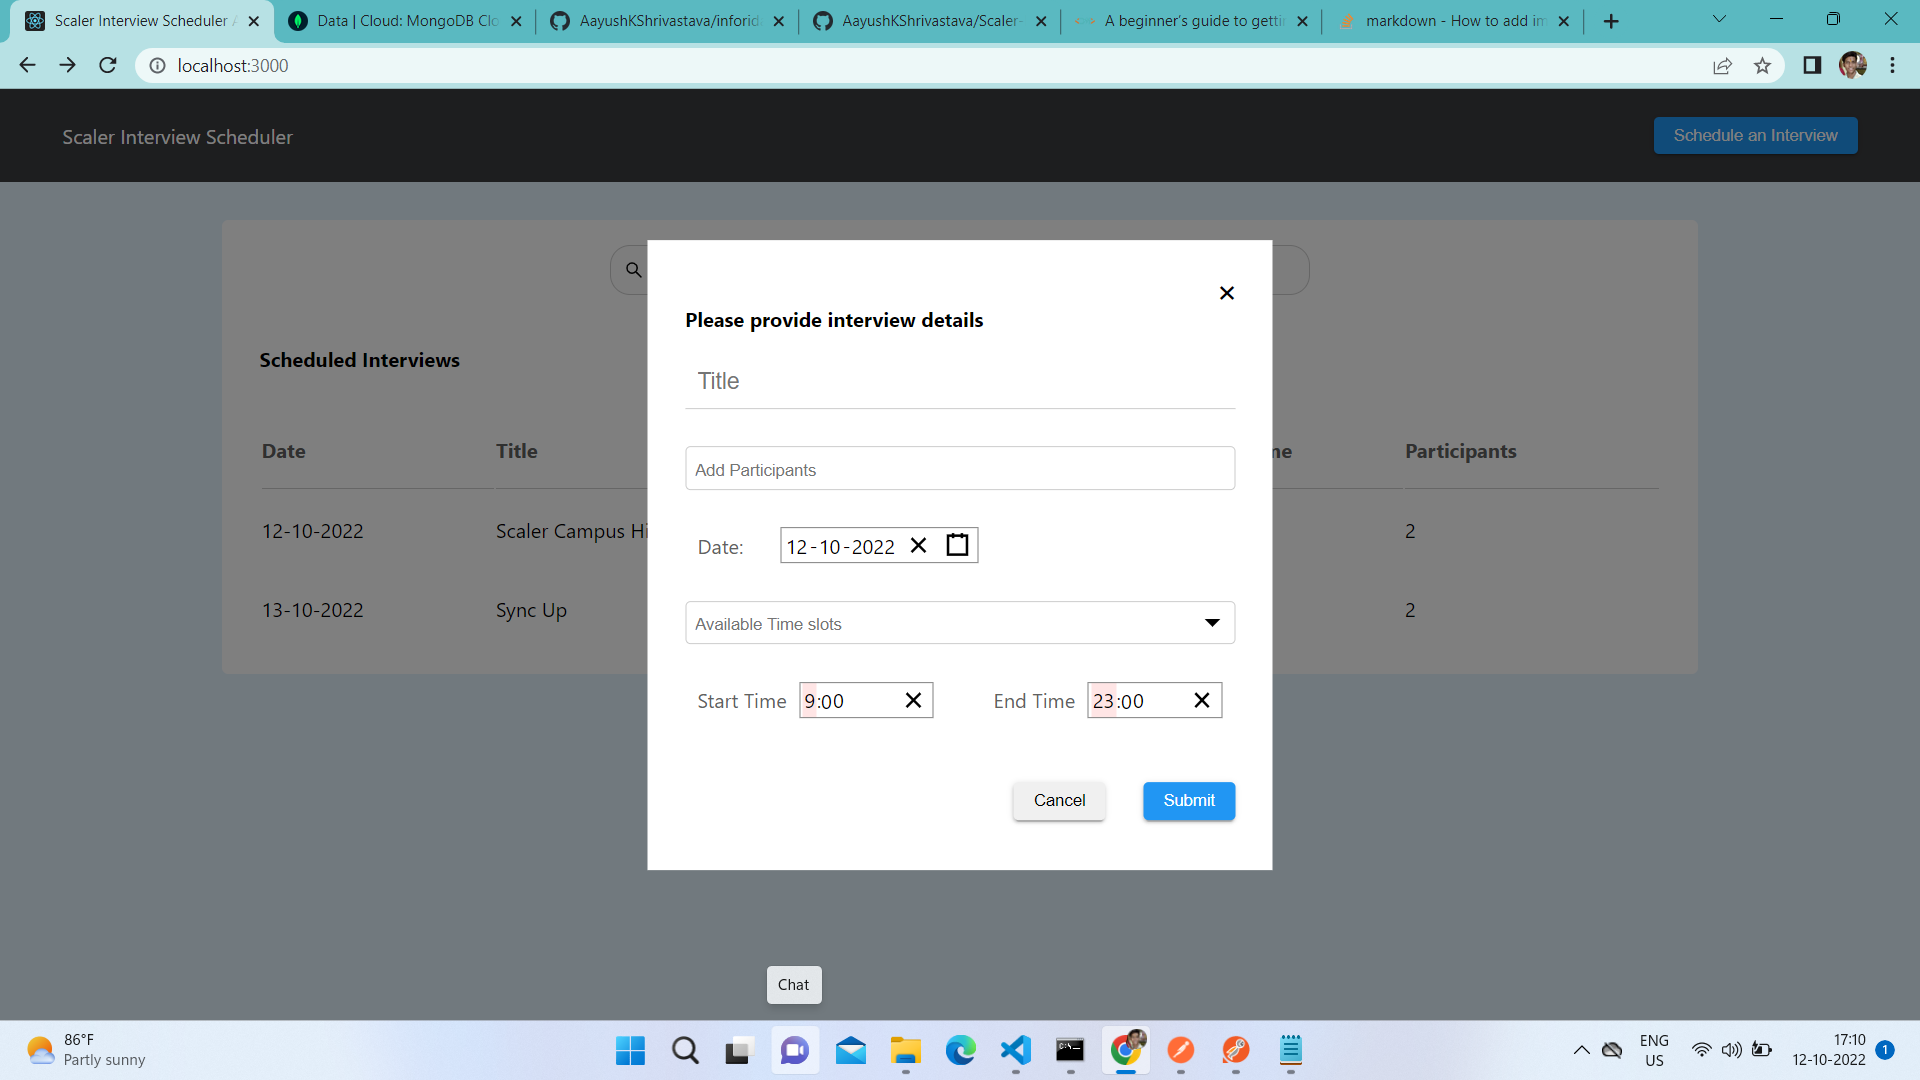 Scaler Interview Scheduler
Data | Cloud: MongoDB Clo
AayushKShrivastava/inforid
AayushKShrivastava/Scaler-
A beginner's guide to getti
markdown - How to add im
localhost:3000
Scaler Interview Scheduler
Schedule an Interview
Please provide interview details
Scheduled Interviews
Title
Date
Title
me
Participants
Add Participants
12-10-2022
Scaler Campus Hi
2
Date:
12-10-2022
13-10-2022
Sync Up
2
Available Time slots
Start Time
9:00
End Time
23:00
Cancel
Submit
Chat
86°F
Partly sunny
ENG
US
17:10
12-10-2022
1